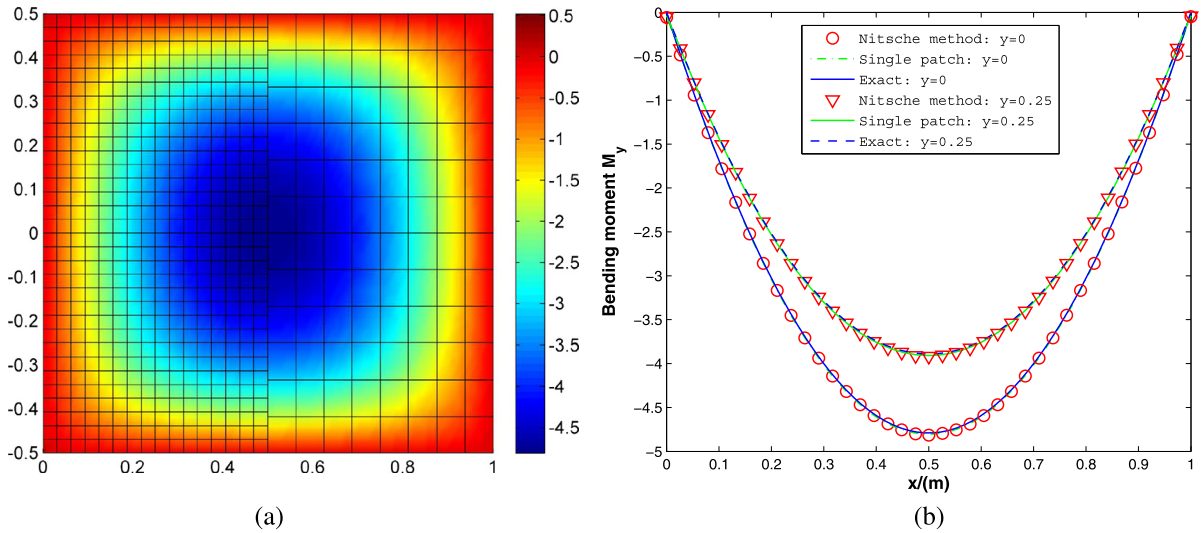 0.5
0.4
0.3
0.2
0.1
0
-0.1
-0.2
-0.3
-0.4
-0.5
0 0.2 0.4 0.6 0.8 1
0.5
0
-0.5
-1
-1.5
-2
-2.5
-3
-3.5
-4
-4.5
(a)
Bending moment My
0
−0.5
−1
−1.5
−2
−2.5
−3
−3.5
−4
−4.5
−5
Nitsche method: y=0
Single patch: y=0
Exact: y=0
Nitsche method: y=0.25
Single patch: y=0.25
Exact: y=0.25
0 0.1 0.2 0.3 0.4 0.5 0.6 0.7 0.8 0.9 1
x/(m)
(b)